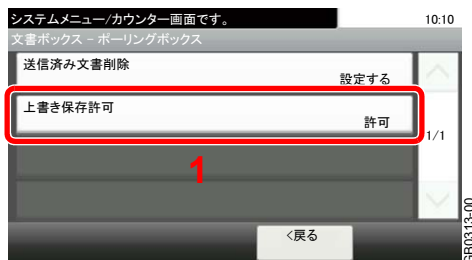 システムメニュー/カウンター画面です。 10:10
文書ボックス - ポーリングボックス
送信済み文書削除
設定する
上書き保存許可
許可
1/1
1
<戻る
GB0313-00